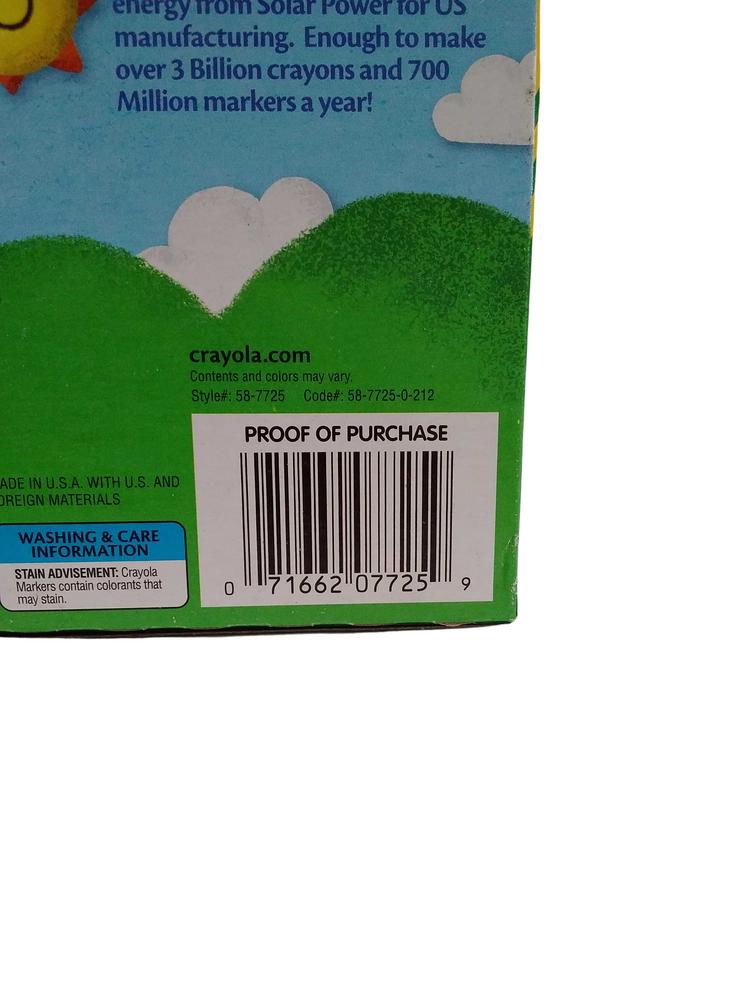 energy from Solar Power for US
manufacturing. Enough to make
over 3 Billion crayons and 700
Million markers a year!
crayola.com
Contents and colors may vary.
Style#: 58-7725 Code#: 58-7725-0-212
PROOF OF PURCHASE
ADE IN U.S.A. WITH U.S. AND
OREIGN MATERIALS
WASHING & CARE
INFORMATION
STAIN ADVISEMENT: Crayola
Markers contain colorants that
may stain.
0 71662 07725 9